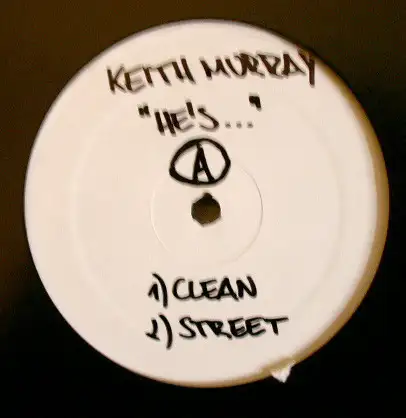 KEITH MURRAY
"HE'S..."
A
1) CLEAN
2) STREET